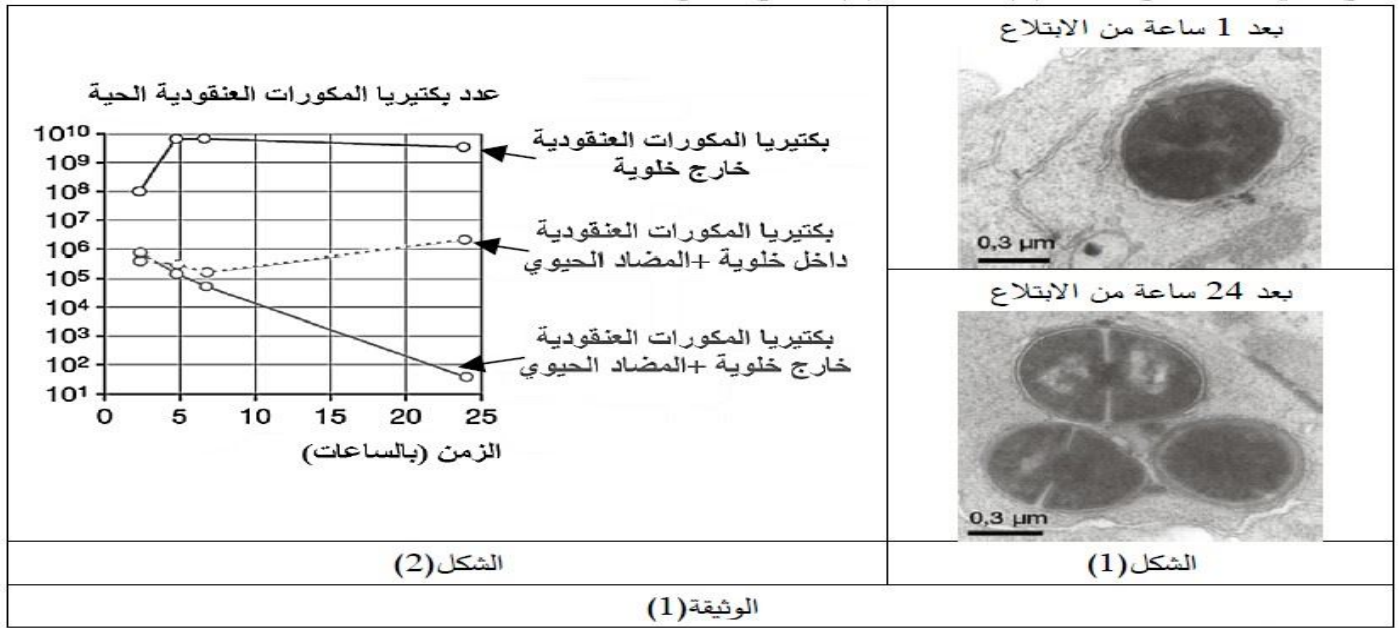 بعد 1 ساعة من الابتلاع
0,3 µm
بعد 24 ساعة من الابتلاع
0,3 µm
الشكل(1)
عدد بكتيريا المكورات العنقودية الحية
10¹⁰
10⁹
10⁸
10⁷
10⁶
10⁵
10⁴
10³
10²
10¹
0 5 10 15 20 25
الزمن (بالساعات)
بكتيريا المكورات العنقودية
خارج خلوية
بكتيريا المكورات العنقودية
داخل خلوية +المضاد الحيوي
بكتيريا المكورات العنقودية
خارج خلوية +المضاد الحيوي
الشكل(2)
الوثيقة(1)